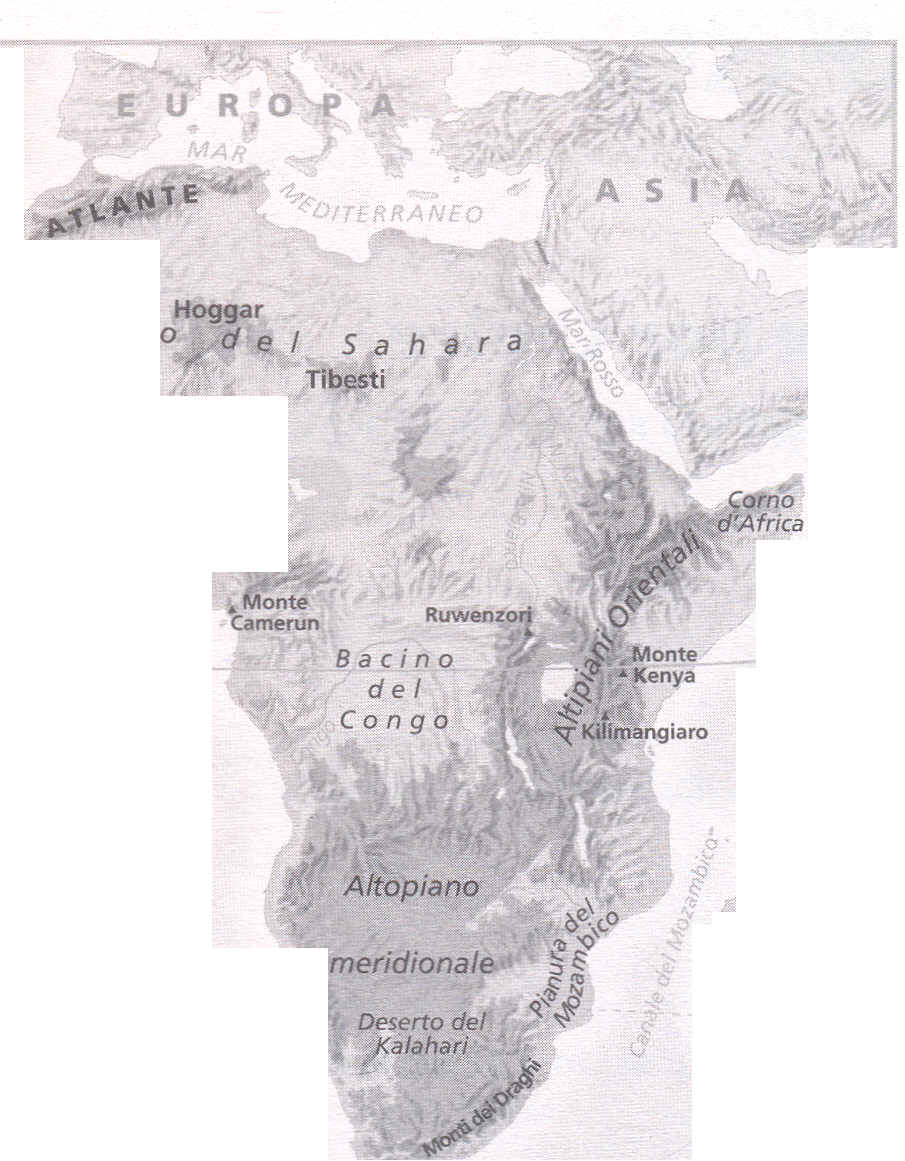 EUROPA
MAR
MEDITERRANEO
ASIA
ATLANTE
Hoggar
o del Sahara
Tibesti
Mar Rosso
Corno
d'Africa
Altipiani Orientali
Monte
Camerun
Ruwenzori
Monte
Kenya
Bacino
del
Congo
Kilimangiaro
Altopiano
meridionale
Pianura del
Mozambico
Canale del Mozambico
Deserto del
Kalahari
Monti dei Draghi